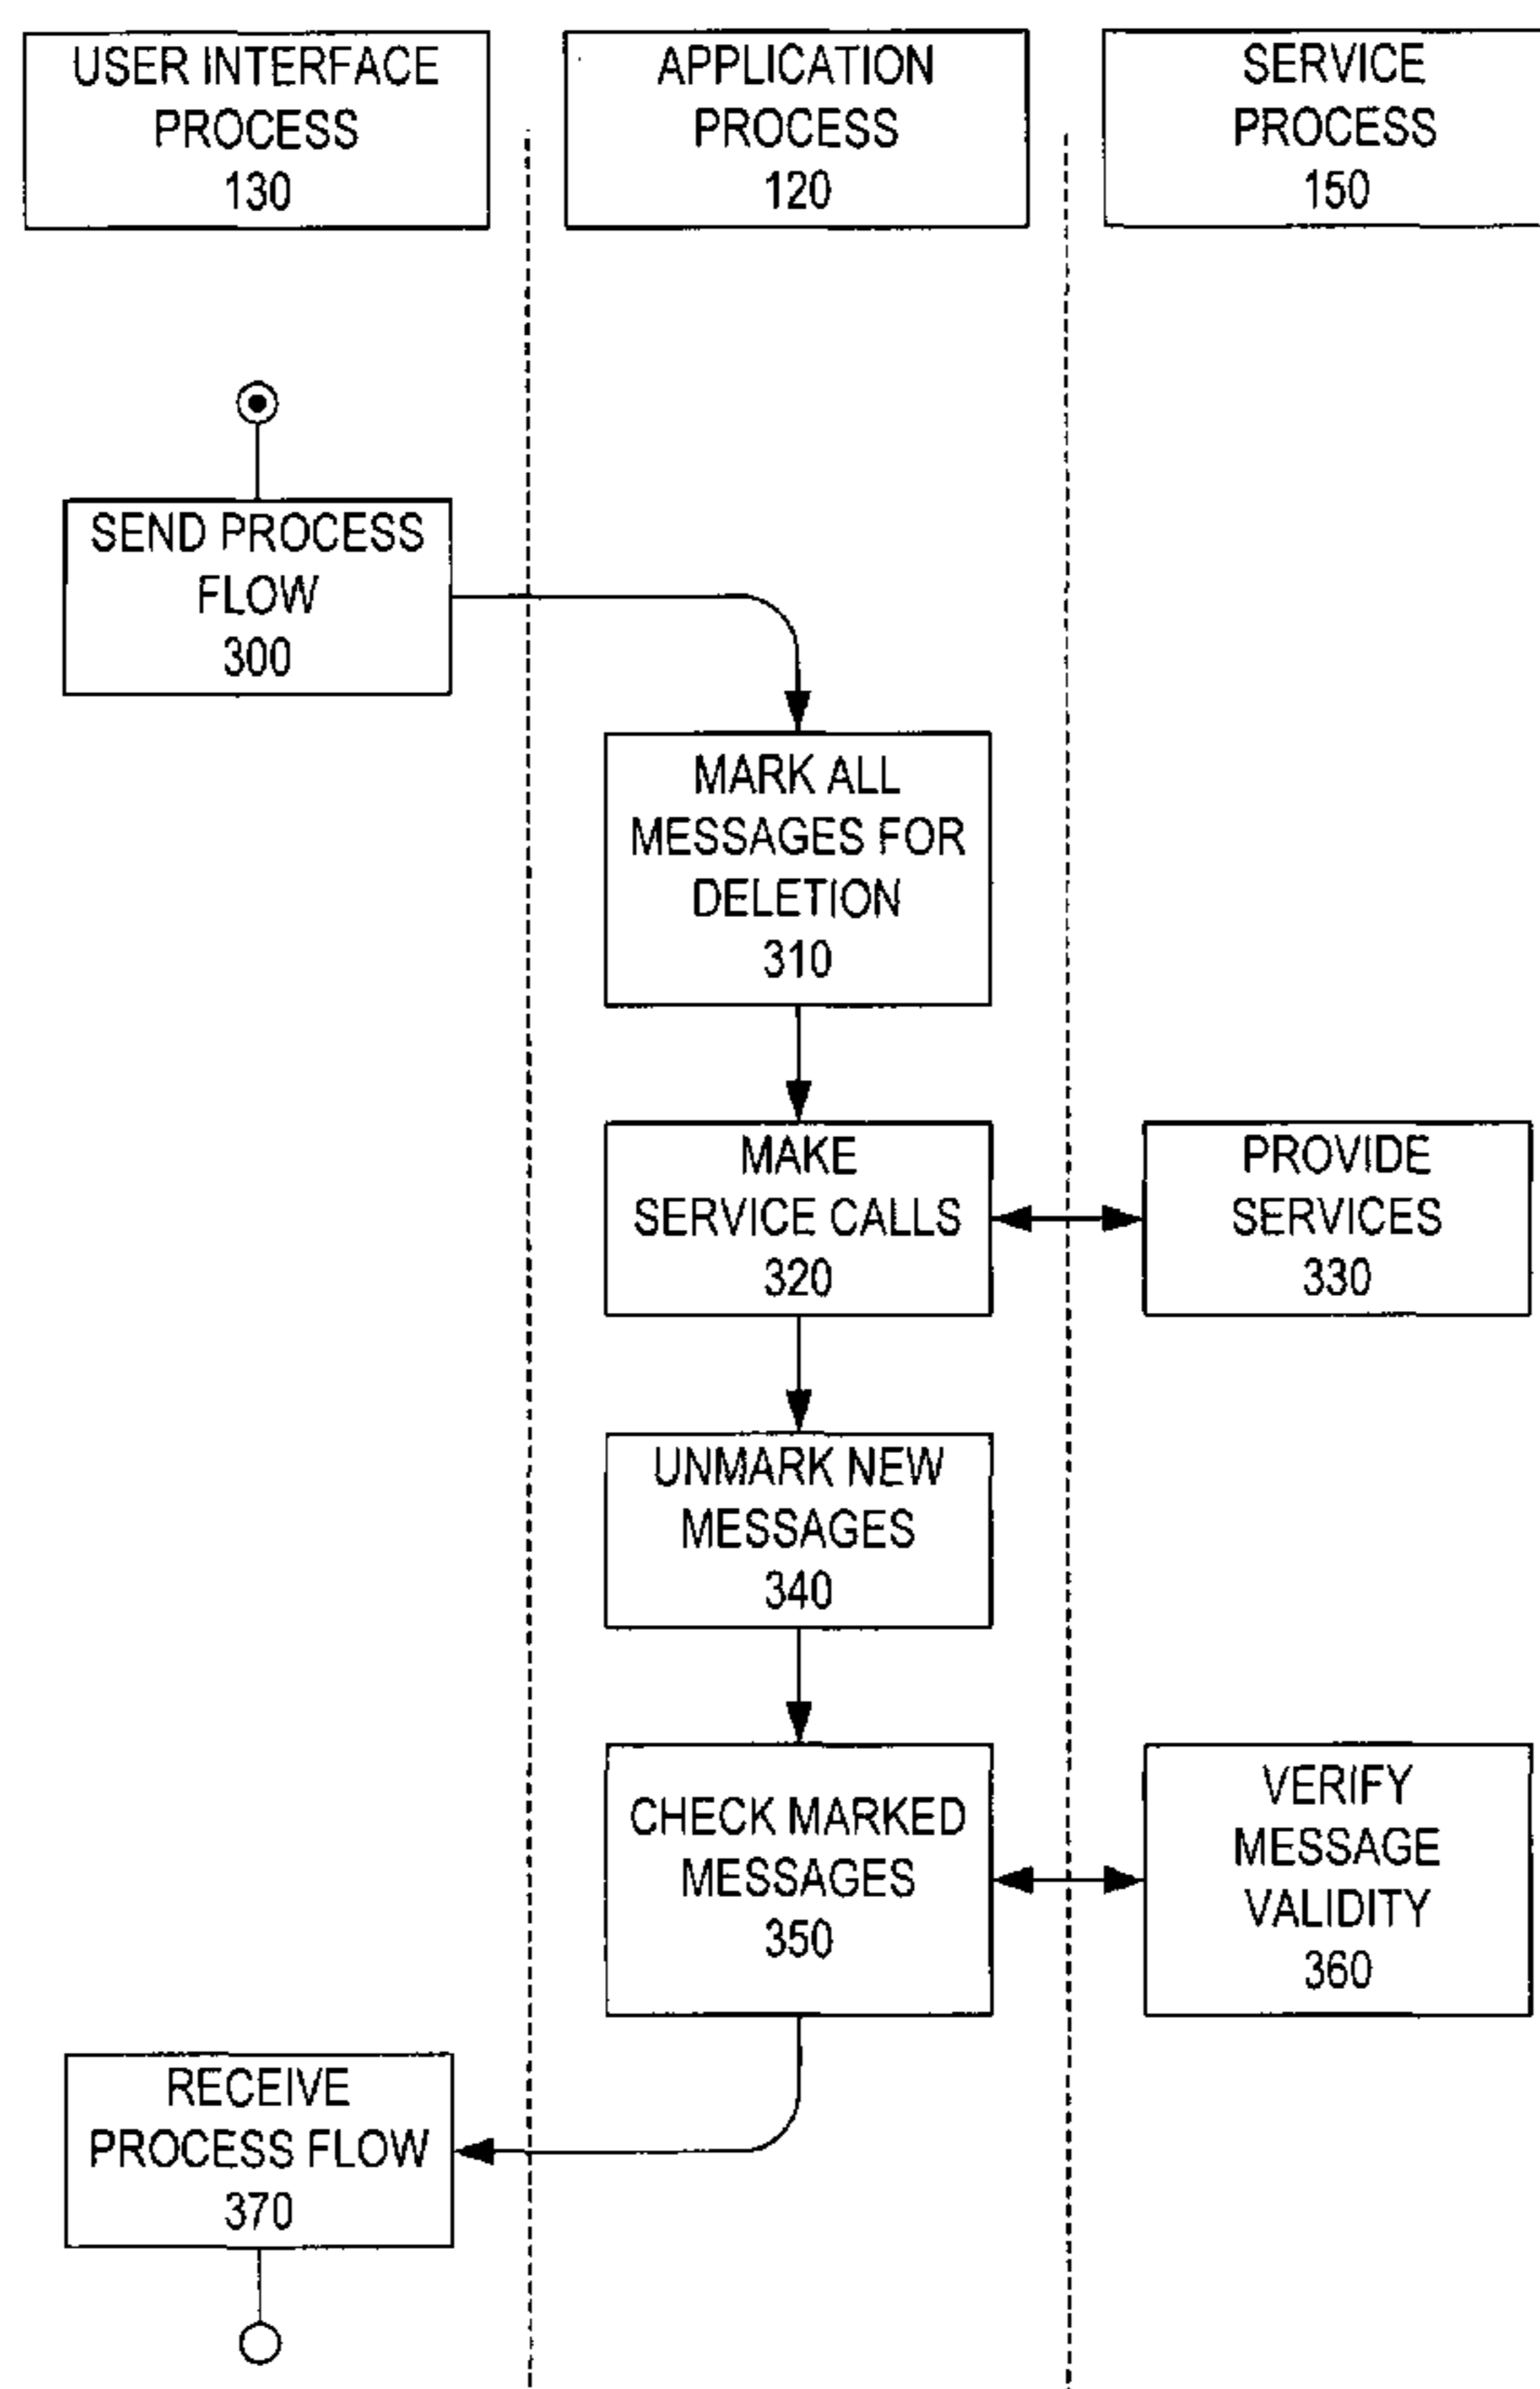 USER INTERFACE
PROCESS
130
APPLICATION
PROCESS
120
SERVICE
PROCESS
150
SEND PROCESS
FLOW
300
MARK ALL
MESSAGES FOR
DELETION
310
MAKE
SERVICE CALLS
320
PROVIDE
SERVICES
330
UNMARK NEW
MESSAGES
340
CHECK MARKED
MESSAGES
350
VERIFY
MESSAGE
VALIDITY
360
RECEIVE
PROCESS FLOW
370